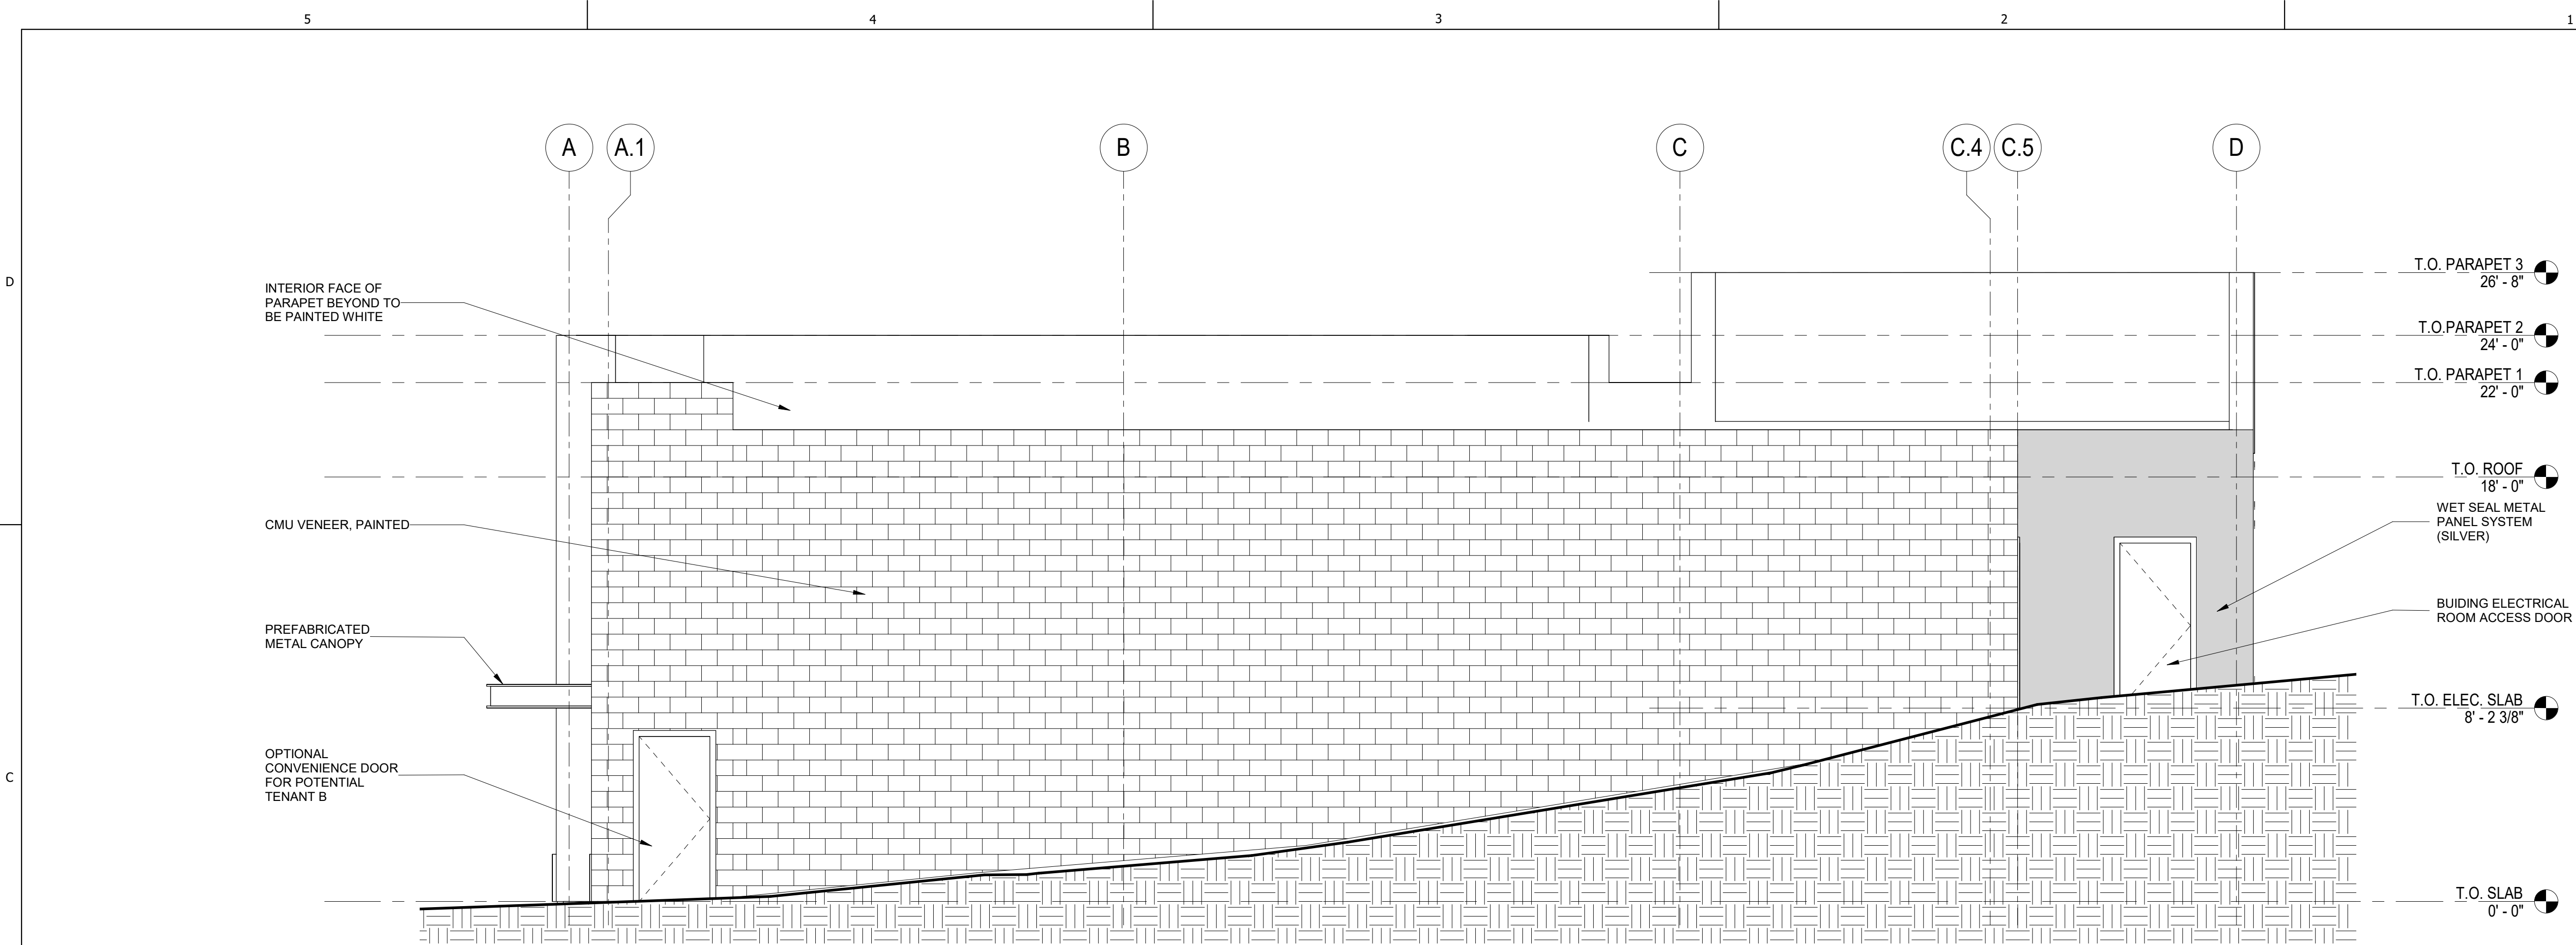 5
4
3
2
1
A
A.1
B
C
C.4
C.5
D
D
C
INTERIOR FACE OF
PARAPET BEYOND TO
BE PAINTED WHITE
CMU VENEER, PAINTED
PREFABRICATED
METAL CANOPY
OPTIONAL
CONVENIENCE DOOR
FOR POTENTIAL
TENANT B
T.O. PARAPET 3
26' - 8"
T.O.PARAPET 2
24' - 0"
T.O. PARAPET 1
22' - 0"
T.O. ROOF
18' - 0"
WET SEAL METAL
PANEL SYSTEM
(SILVER)
BUIDING ELECTRICAL
ROOM ACCESS DOOR
T.O. ELEC. SLAB
8' - 2 3/8"
T.O. SLAB
0' - 0"